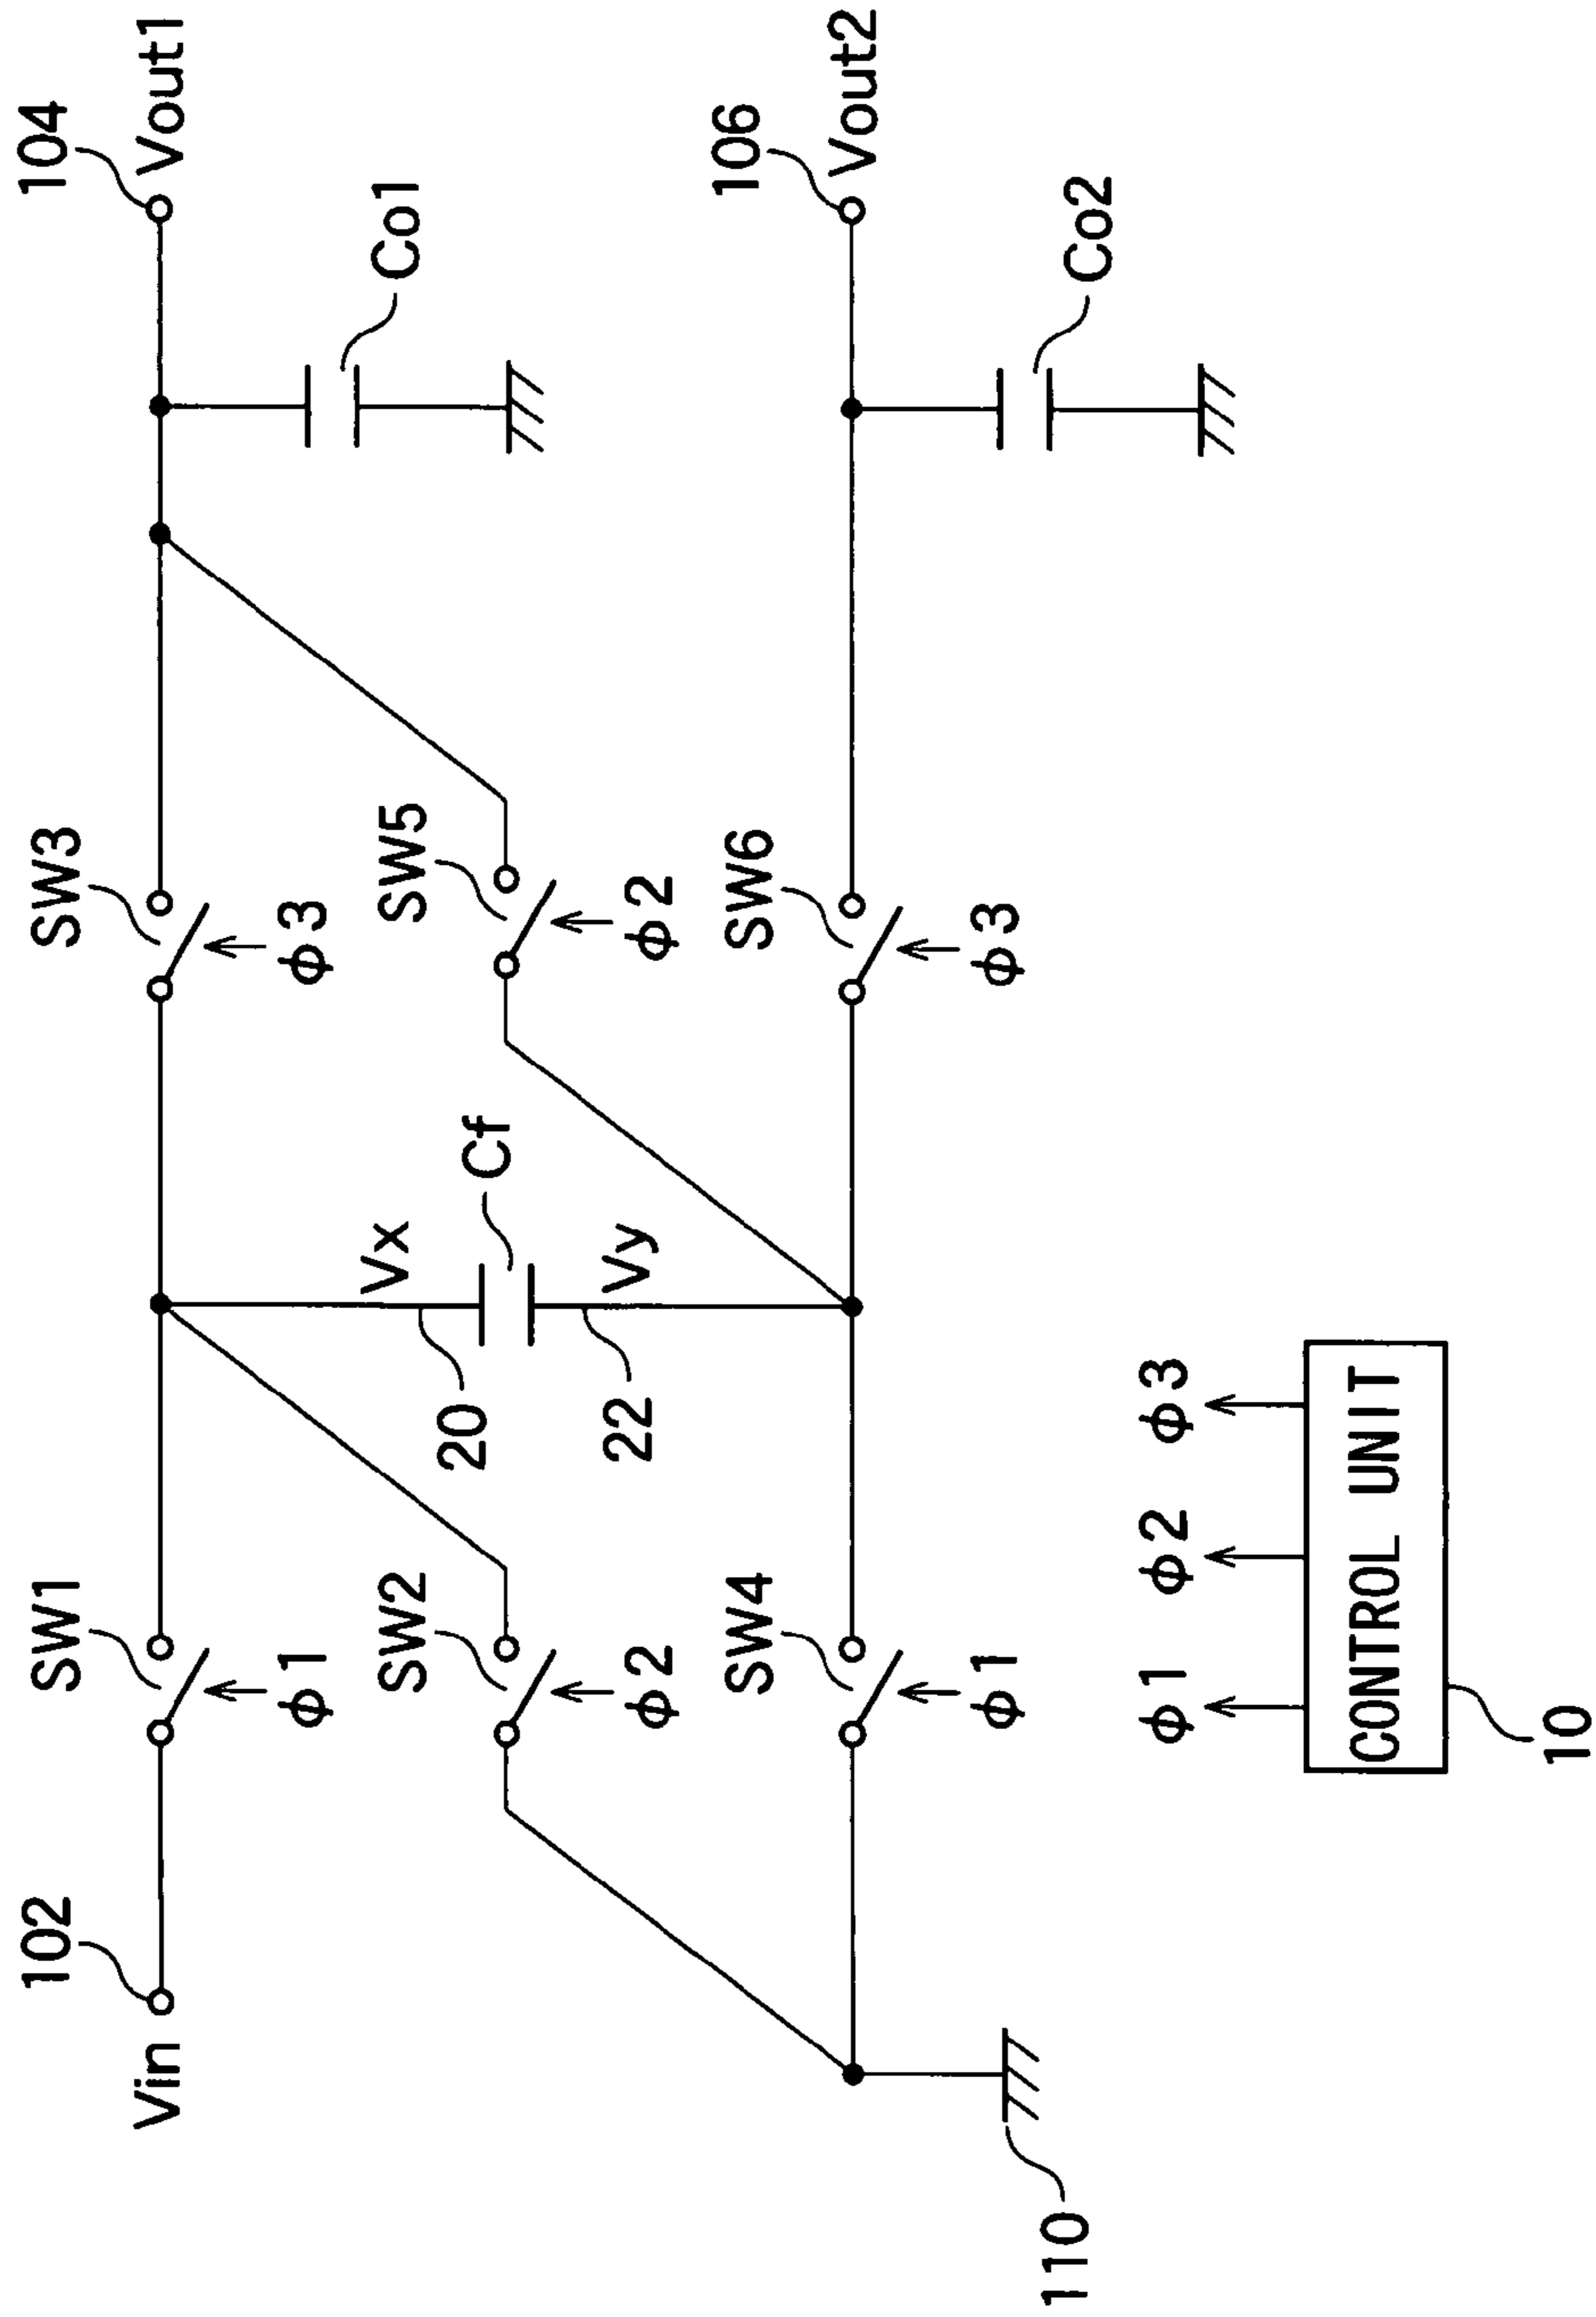 102
Vin
SW1
φ1
SW3
φ3
104
Vout1
Co1
Vx
20
Cf
Vy
22
SW2
φ2
SW5
φ2
SW4
φ1
SW6
φ3
106
Vout2
Co2
110
φ1 φ2 φ3
CONTROL UNIT
10